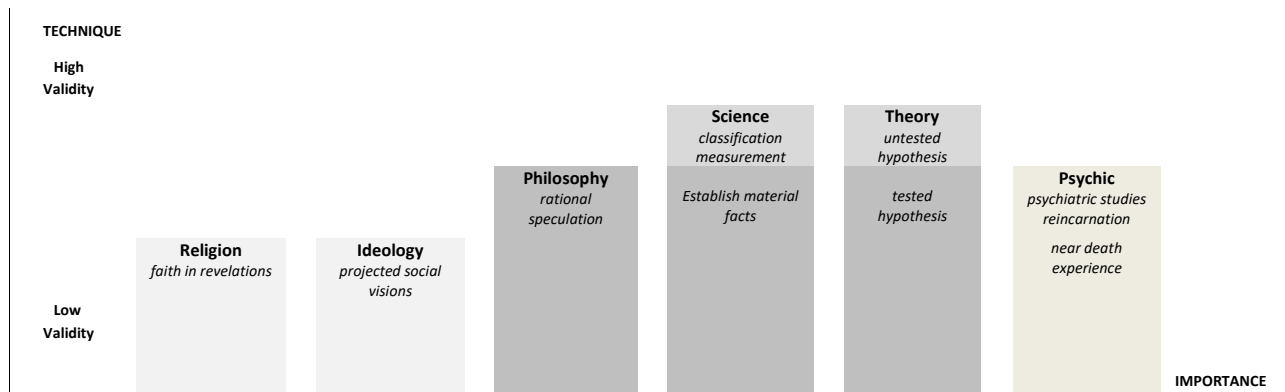 TECHNIQUE
High
Validity
Science
classification
measurement
Establish material
facts
Theory
untested
hypothesis
tested
hypothesis
Philosophy
rational
speculation
Psychic
psychiatric studies
reincarnation
near death
experience
Religion
faith in revelations
Ideology
projected social
visions
Low
Validity
IMPORTANCE